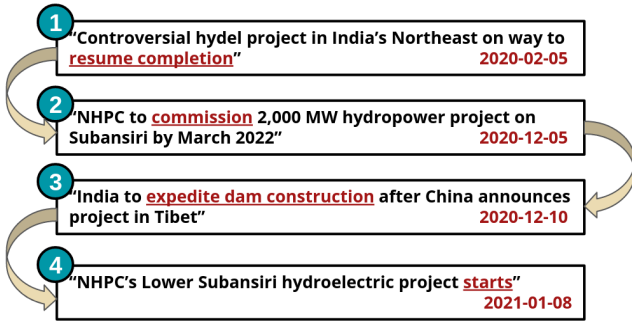 1
“Controversial hydel project in India’s Northeast on way to
resume completion” 2020-02-05
2
“NHPC to commission 2,000 MW hydropower project on
Subansiri by March 2022” 2020-12-05
3
“India to expedite dam construction after China announces
project in Tibet” 2020-12-10
4
“NHPC’s Lower Subansiri hydroelectric project starts”
2021-01-08